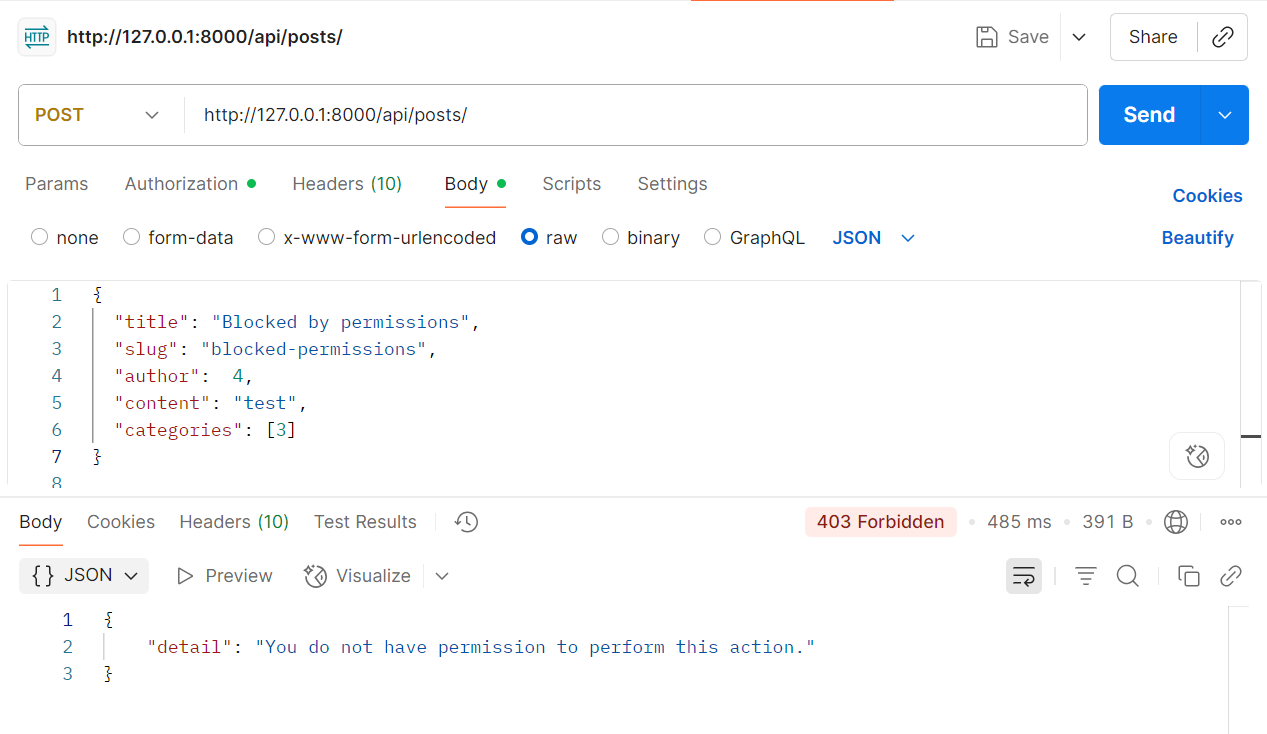 HTTP http://127.0.0.1:8000/api/posts/ Save Share
POST http://127.0.0.1:8000/api/posts/ Send
Params Authorization Headers (10) Body Scripts Settings Cookies
none form-data x-www-form-urlencoded raw binary GraphQL JSON Beautify
1 {
2 "title": "Blocked by permissions",
3 "slug": "blocked-permissions",
4 "author":  4,
5 "content": "test",
6 "categories": [3]
7 }
8
Body Cookies Headers (10) Test Results 403 Forbidden 485 ms 391 B
{} JSON Preview Visualize
1 {
2 "detail": "You do not have permission to perform this action."
3 }